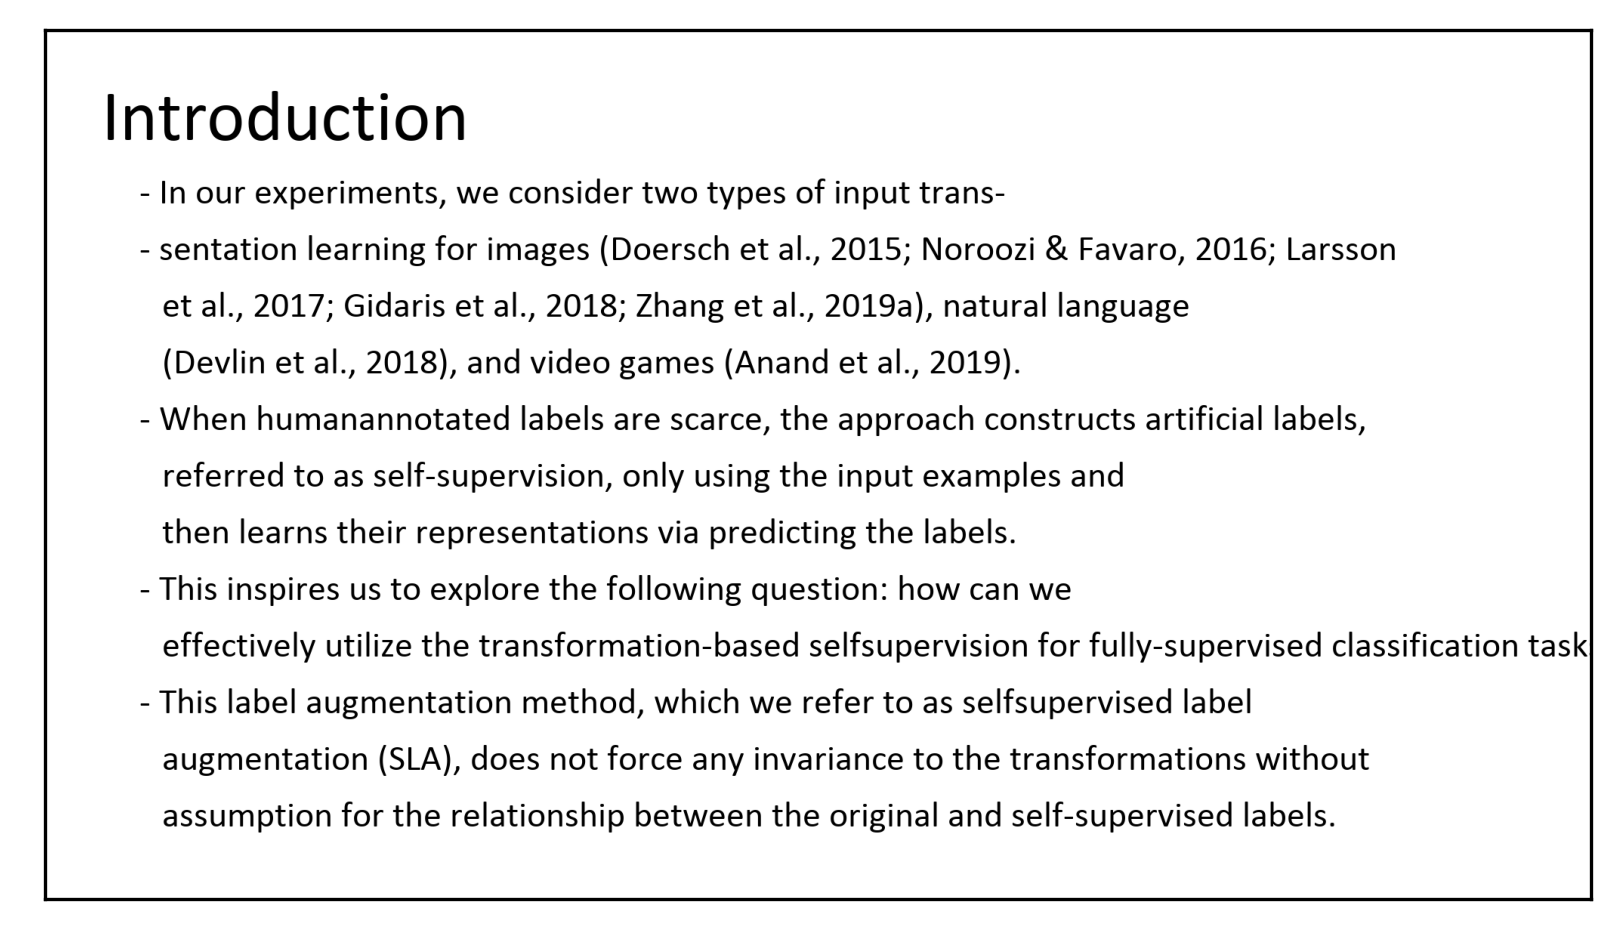 Introduction
- In our experiments, we consider two types of input trans-
- sentation learning for images (Doersch et al., 2015; Noroozi & Favaro, 2016; Larsson
et al., 2017; Gidaris et al., 2018; Zhang et al., 2019a), natural language
(Devlin et al., 2018), and video games (Anand et al., 2019).
- When humanannotated labels are scarce, the approach constructs artificial labels,
referred to as self-supervision, only using the input examples and
then learns their representations via predicting the labels.
- This inspires us to explore the following question: how can we
effectively utilize the transformation-based selfsupervision for fully-supervised classification task
- This label augmentation method, which we refer to as selfsupervised label
augmentation (SLA), does not force any invariance to the transformations without
assumption for the relationship between the original and self-supervised labels.